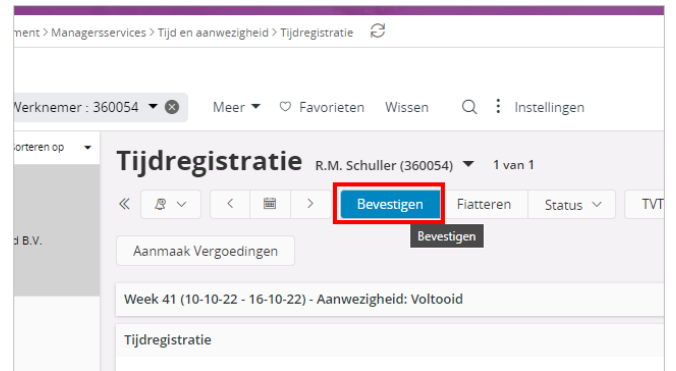 ment > Managersservices > Tijd en aanwezigheid > Tijdregistratie
Werknemer : 360054 Meer Favorieten Wissen Instellingen
Sorteren op
Tijdregistratie R.M. Schuller (360054) 1 van 1
Bevestigen Fiatteren Status TVT
Bevestigen
d B.V.
Aanmaak Vergoedingen
Week 41 (10-10-22 - 16-10-22) - Aanwezigheid: Voltooid
Tijdregistratie